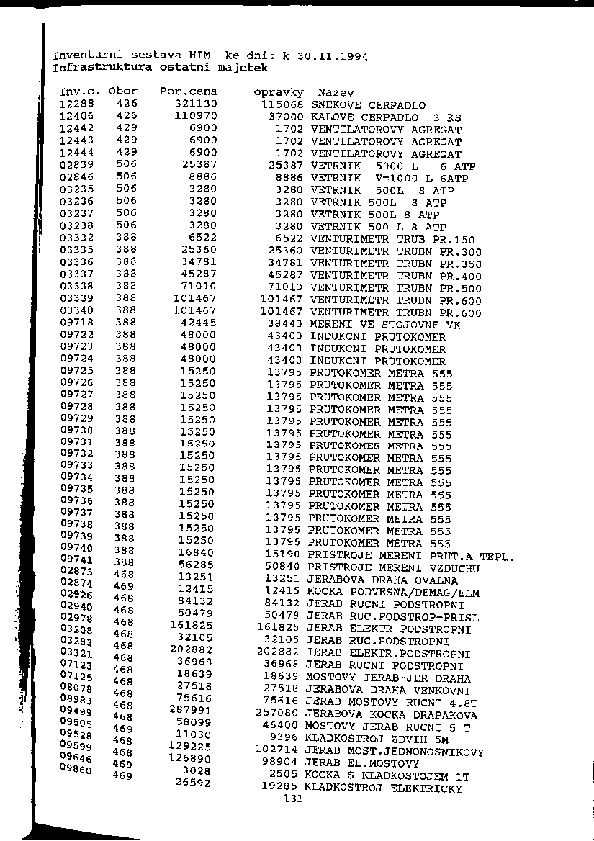 Inventurni sestava HIM ke dni: k 30.11.1994
Infrastruktura ostatni majetek
Inv.c. Obor Por.cena opravky Nazev
12288 426 321130 115068 SNEKOVE CERPADLO
12406 426 110970 37000 KALOVE CERPADLO 3 KS
12442 429 6900 1702 VENTILATOROVY AGREGAT
12443 429 6900 1702 VENTILATOROVY AGREGAT
12444 429 6900 1702 VENTILATOROVY AGREGAT
02839 506 25387 25387 VETRNIK 5000 L 6 ATP
02846 506 8886 8886 VETRNIK V=1000 L 6ATP
03235 506 3280 3280 VETRNIK 500L 8 ATP
03236 506 3280 3280 VETRNIK 500L 8 ATP
03237 506 3280 3280 VETRNIK 500L 8 ATP
03238 506 3280 3280 VETRNIK 500 L 8 ATP
03332 388 6522 6522 VENTURIMETR TRUB PR.150
03335 388 25360 25360 VENTURIMETR TRUBN PR.300
03336 388 34781 34781 VENTURIMETR TRUBN PR.350
03337 388 45287 45287 VENTURIMETR TRUBN PR.400
03338 388 71010 71010 VENTURIMETR TRUBN PR.500
03339 388 101467 101467 VENTURIMETR TRUBN PR.600
03340 388 101467 101467 VENTURIMETR TRUBN PR.600
09718 388 42445 38443 MERENI VE STOJOVNE VK
09722 388 48000 43400 INDUKCNI PRUTOKOMER
09723 388 48000 43400 INDUKCNI PRUTOKOMER
09724 388 48000 43400 INDUKCNI PRUTOKOMER
09725 388 15250 13795 PRUTOKOMER METRA 555
09726 388 15250 13795 PRUTOKOMER METRA 555
09727 388 15250 13795 PRUTOKOMER METRA 555
09728 388 15250 13795 PRUTOKOMER METRA 555
09729 388 15250 13795 PRUTOKOMER METRA 555
09730 388 15250 13795 PRUTOKOMER METRA 555
09731 388 15250 13795 PRUTOKOMER METRA 555
09732 388 15250 13795 PRUTOKOMER METRA 555
09733 388 15250 13795 PRUTOKOMER METRA 555
09734 388 15250 13795 PRUTOKOMER METRA 555
09735 388 15250 13795 PRUTOKOMER METRA 555
09736 388 15250 13795 PRUTOKOMER METRA 555
09737 388 15250 13795 PRUTOKOMER METRA 555
09738 388 15250 13795 PRUTOKOMER METRA 555
09739 388 15250 13795 PRUTOKOMER METRA 555
09740 388 16840 15190 PRISTROJE MERENI PRUT.A TEPL.
09741 388 56285 50840 PRISTROJE MERENI VZDUCHU
02873 468 13251 13251 JERABOVA DRAHA OVALNA
02874 469 12415 12415 KOCKA PODVESNA/DEMAG/ELM
02926 468 84132 84132 JERAB RUCNI PODSTROPNI
02940 468 50479 50479 JERAB RUC.PODSTROP-PRISL
02978 468 161825 161825 JERAB ELEKTR PODSTROPNI
03208 468 32105 32105 JERAB RUC.PODSTROPNI
03293 468 202882 202882 JERAB ELEKTR.PODSTROPNI
03321 468 36968 36968 JERAB RUCNI PODSTROPNI
07123 468 18639 18639 MOSTOVY JERAB-JER DRAHA
07125 468 27518 27518 JERABOVA DRAHA VENKOVNI
08078 468 75616 75616 JERAB MOSTOVY RUCNI 4.8T
09983 468 287991 257080 JERABOVA KOCKA DRAPAKOVA
09499 468 58099 46400 MOSTOVY JERAB RUCNI 5 T
09505 469 11030 9396 KLADKOSTROJ ZDVIH 5M
09528 468 129225 102714 JERAB MOST.JEDNONOSNIKOVY
09599 468 126890 98904 JERAB EL.MOSTOVY
09646 469 3028 2505 KOCKA S KLADKOSTOJEM 1T
09860 469 26592 19285 KLADKOSTROJ ELEKTRICKY
132